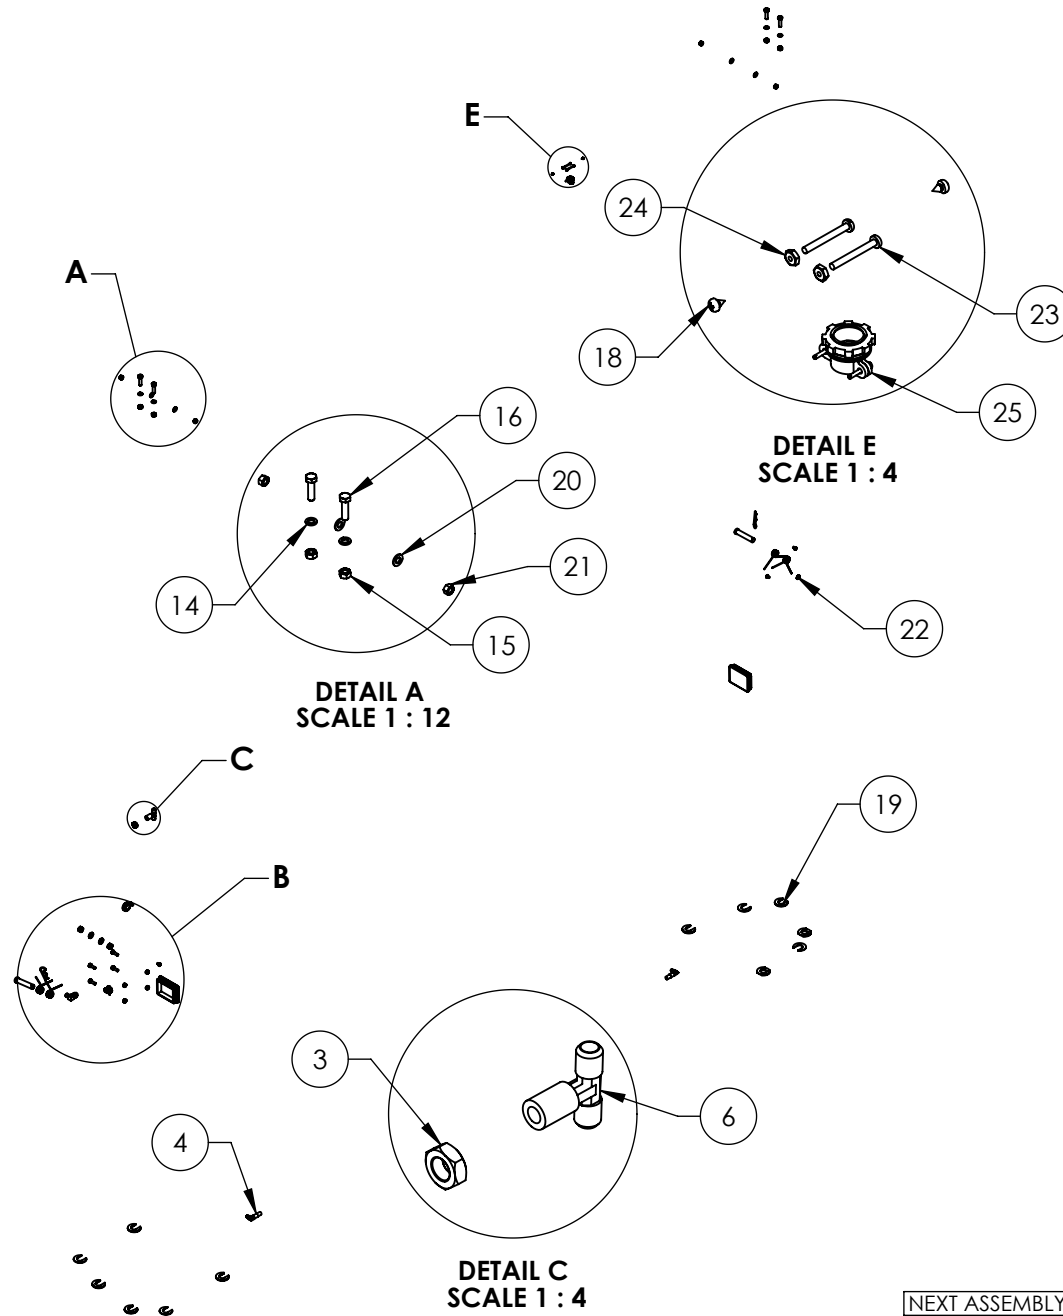 E
24
A
23
18
16
25
DETAIL E
SCALE 1 : 4
20
21
14
22
15
DETAIL A
SCALE 1 : 12
C
19
B
3
6
4
DETAIL C
SCALE 1 : 4
NEXT ASSEMBLY